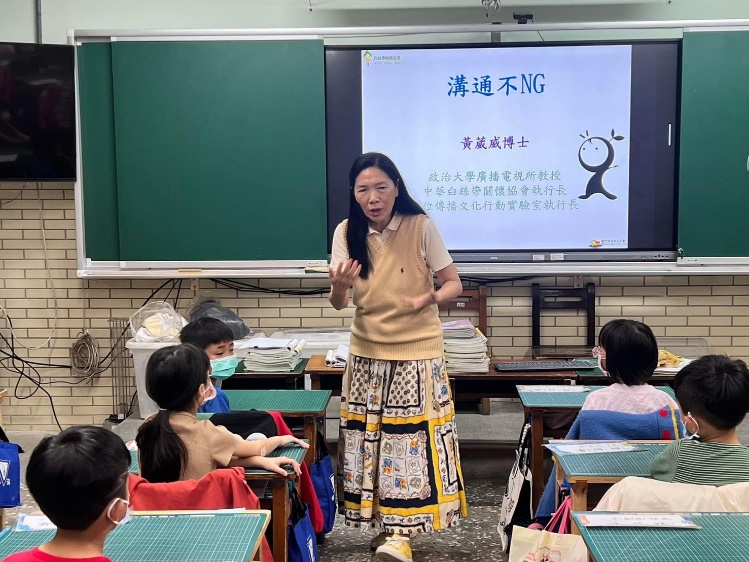 溝通不NG
黃葳威博士
政治大學廣播電視所教授
中華白絲帶關懷協會執行長
位傳播文化行動實驗室執行長